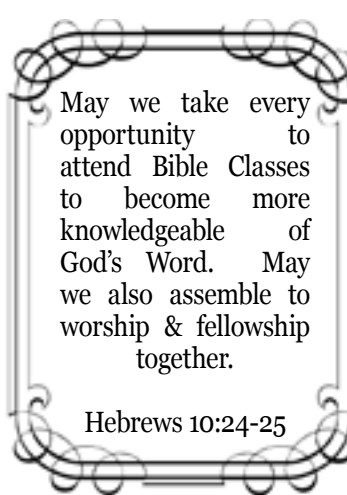 May we take every
opportunity to
attend Bible Classes
to become more
knowledgeable of
God's Word. May
we also assemble to
worship & fellowship
together.
Hebrews 10:24-25